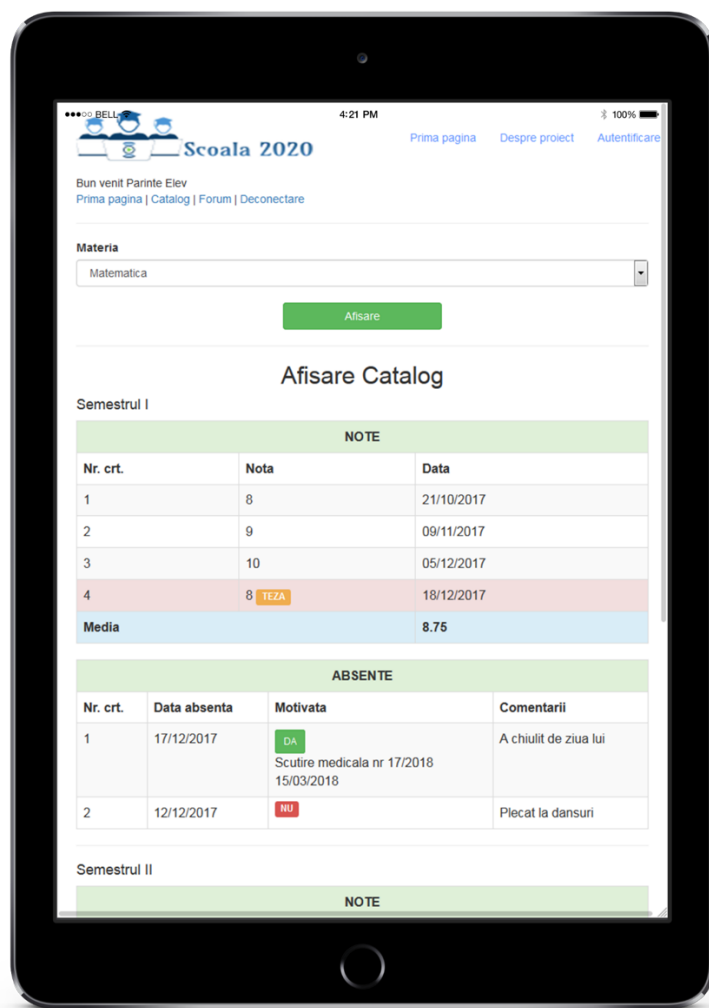 BELL 4:21 PM 100%
Scoala 2020 Prima pagina Despre proiect Autentificare
Bun venit Parinte Elev
Prima pagina | Catalog | Forum | Deconectare
Materia
Matematica
Afisare
Afisare Catalog
Semestrul I
NOTE
Nr. crt. Nota Data
1 8 21/10/2017
2 9 09/11/2017
3 10 05/12/2017
4 8 TEZA 18/12/2017
Media 8.75
ABSENTE
Nr. crt. Data absenta Motivata Comentarii
1 17/12/2017 DA A chiulit de ziua lui
Scutire medicala nr 17/2018
15/03/2018
2 12/12/2017 NU Plecat la dansuri
Semestrul II
NOTE